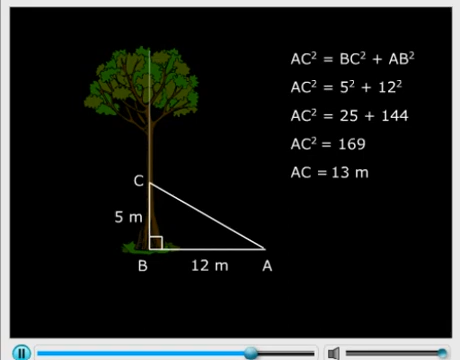 AC² = BC² + AB²
AC² = 5² + 12²
AC² = 25 + 144
AC² = 169
AC = 13 m
C
5 m
B 12 m A